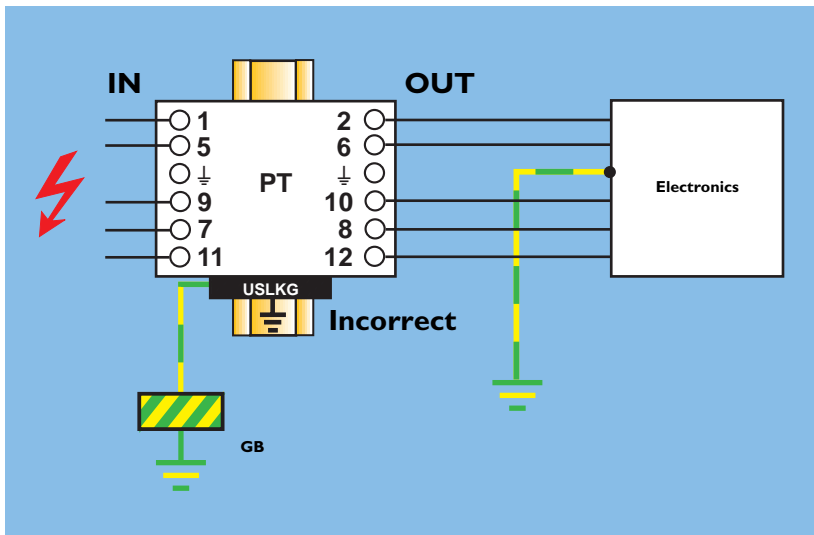 IN OUT
1 2
5 6
PT
Electronics
9 10
7 8
11 12
USLKG
Incorrect
GB